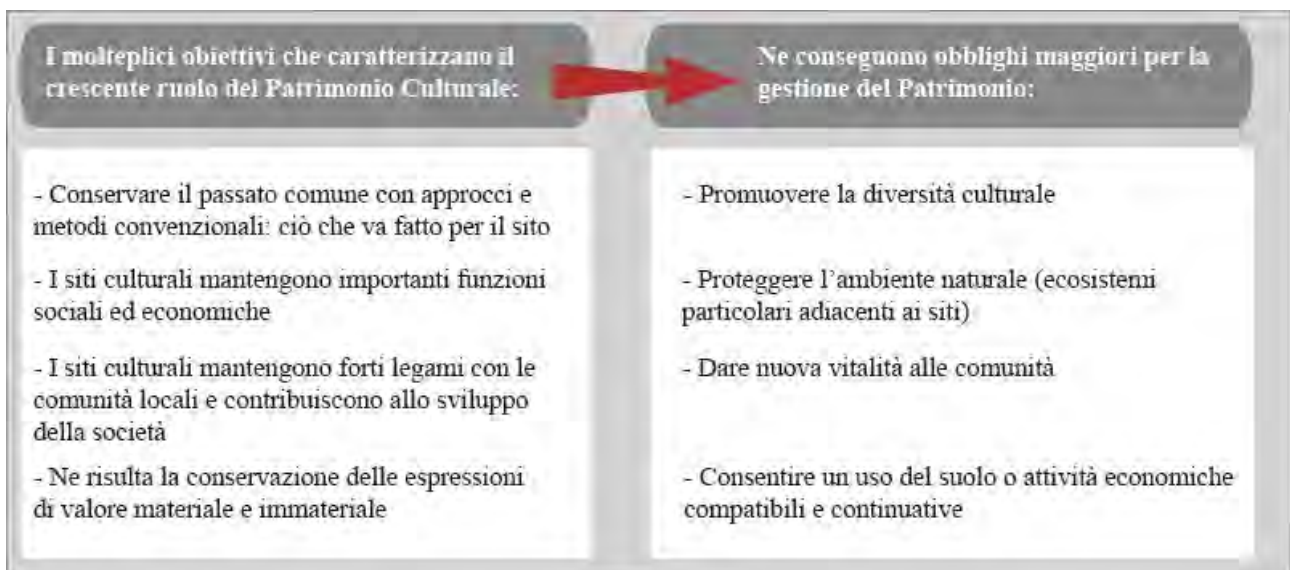 I molteplici obiettivi che caratterizzano il
crescente ruolo del Patrimonio Culturale:
- Conservare il passato comune con approcci e
metodi convenzionali: ciò che va fatto per il sito
- I siti culturali mantengono importanti funzioni
sociali ed economiche
- I siti culturali mantengono forti legami con le
comunità locali e contribuiscono allo sviluppo
della società
- Ne risulta la conservazione delle espressioni
di valore materiale e immateriale
Ne conseguono obblighi maggiori per la
gestione del Patrimonio:
- Promuovere la diversità culturale
- Proteggere l'ambiente naturale (ecosistemi
particolari adiacenti ai siti)
- Dare nuova vitalità alle comunità
- Consentire un uso del suolo o attività economiche
compatibili e continuative